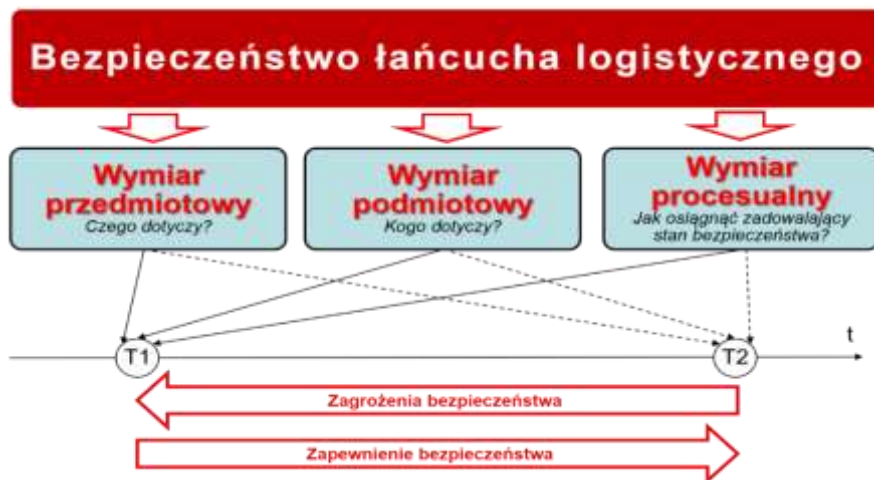 Bezpieczeństwo łańcucha logistycznego
Wymiar
przedmiotowy
Czego dotyczy?
Wymiar
podmiotowy
Kogo dotyczy?
Wymiar
procesualny
Jak osiągnąć zadowalający
stan bezpieczeństwa?
t
T1
T2
Zagrożenia bezpieczeństwa
Zapewnienie bezpieczeństwa